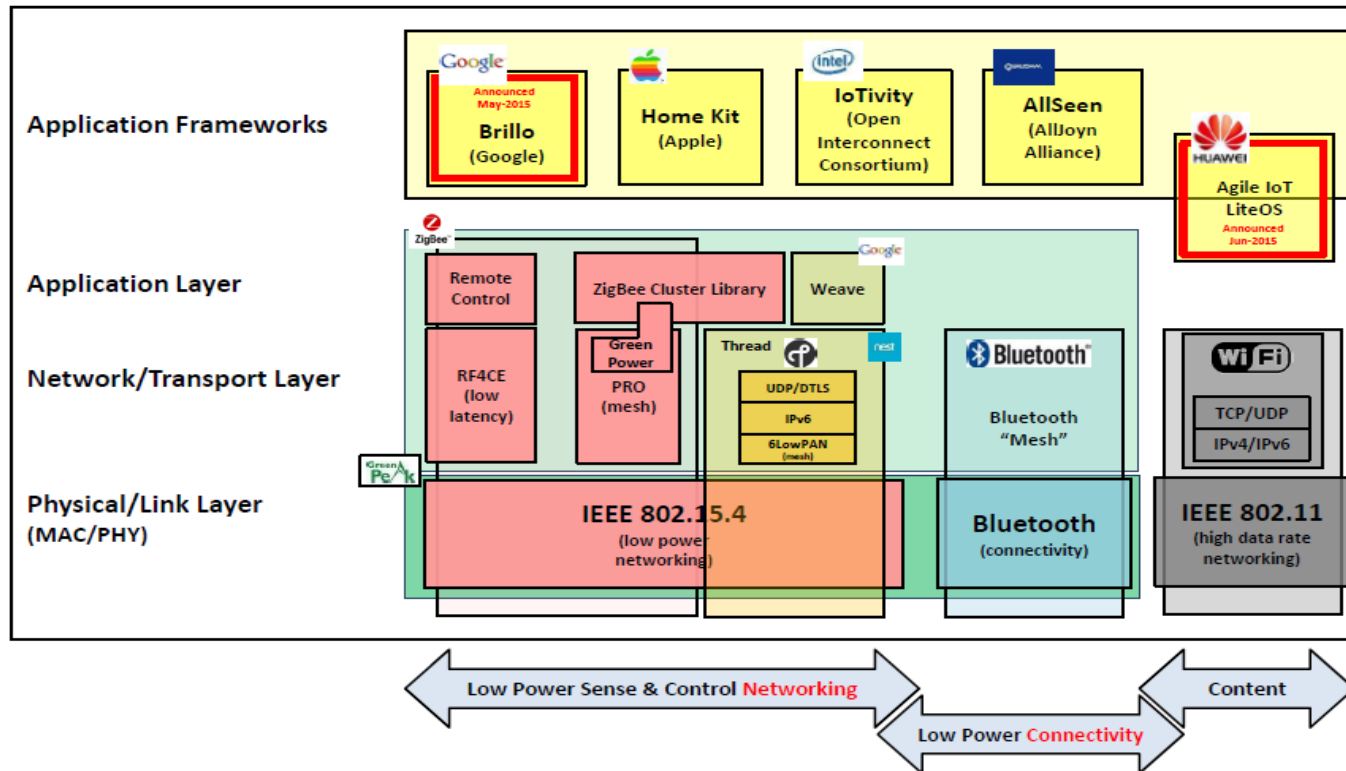 Application Frameworks
Google
Announced
May-2015
Brillo
(Google)
Home Kit
(Apple)
intel
IoTivity
(Open
Interconnect
Consortium)
QUALCOMM
AllSeen
(AllJoyn
Alliance)
HUAWEI
Agile IoT
LiteOS
Announced
Jun-2015
ZigBee™
Application Layer
Remote
Control
ZigBee Cluster Library
Google
Weave
Network/Transport Layer
RF4CE
(low
latency)
Green
Power
PRO
(mesh)
Thread
nest
UDP/DTLS
IPv6
6LowPAN
(mesh)
Bluetooth
Bluetooth
“Mesh”
WiFi
TCP/UDP
IPv4/IPv6
GreenPeak
Physical/Link Layer
(MAC/PHY)
IEEE 802.15.4
(low power
networking)
Bluetooth
(connectivity)
IEEE 802.11
(high data rate
networking)
Low Power Sense & Control Networking
Content
Low Power Connectivity